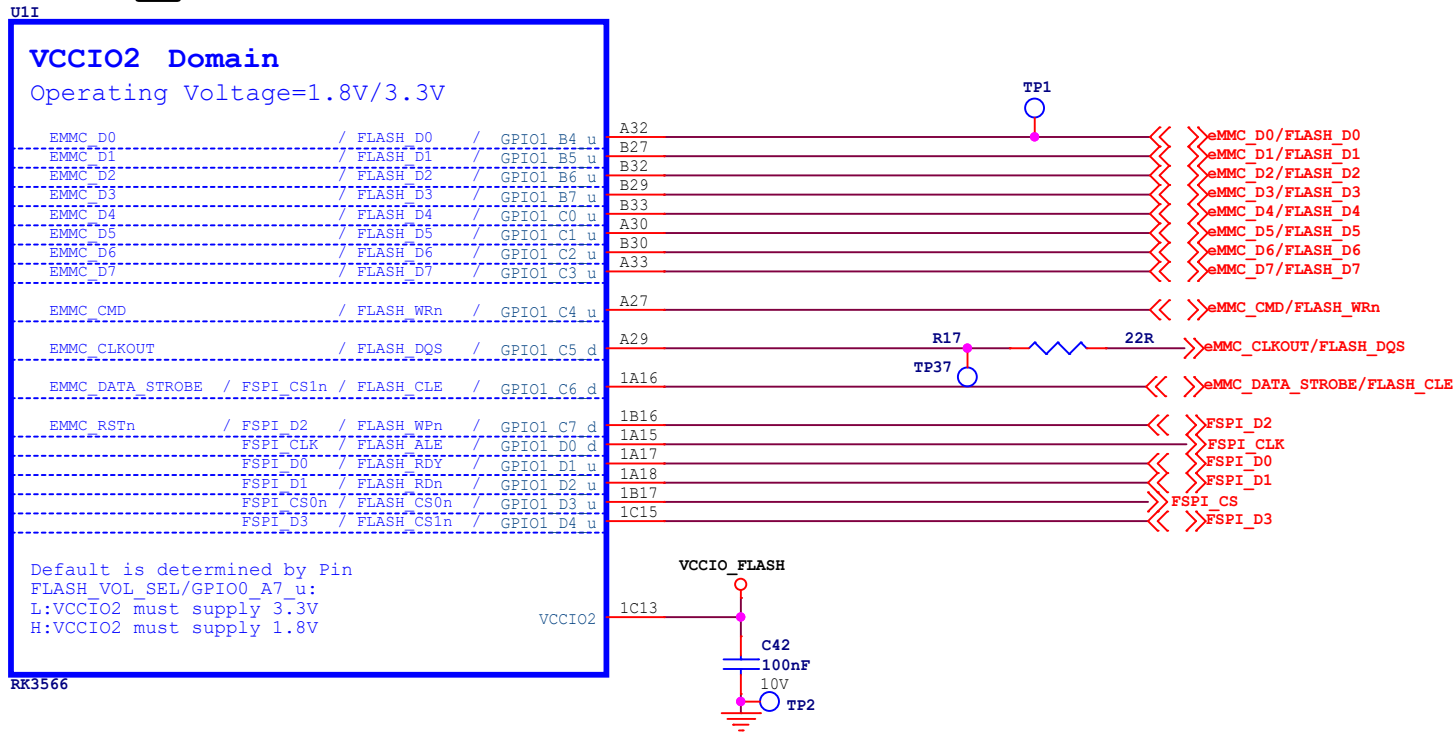 U1I
VCCIO2 Domain
Operating Voltage=1.8V/3.3V
TP1
EMMC_D0 / FLASH_D0 / GPIO1_B4_u A32 eMMC_D0/FLASH_D0
EMMC_D1 / FLASH_D1 / GPIO1_B5_u B27 eMMC_D1/FLASH_D1
EMMC_D2 / FLASH_D2 / GPIO1_B6_u B32 eMMC_D2/FLASH_D2
EMMC_D3 / FLASH_D3 / GPIO1_B7_u B29 eMMC_D3/FLASH_D3
EMMC_D4 / FLASH_D4 / GPIO1_C0_u B33 eMMC_D4/FLASH_D4
EMMC_D5 / FLASH_D5 / GPIO1_C1_u A30 eMMC_D5/FLASH_D5
EMMC_D6 / FLASH_D6 / GPIO1_C2_u B30 eMMC_D6/FLASH_D6
EMMC_D7 / FLASH_D7 / GPIO1_C3_u A33 eMMC_D7/FLASH_D7
EMMC_CMD / FLASH_WRn / GPIO1_C4_u A27 eMMC_CMD/FLASH_WRn
EMMC_CLKOUT / FLASH_DQS / GPIO1_C5_d A29 R17 22R eMMC_CLKOUT/FLASH_DQS
TP37
EMMC_DATA_STROBE / FSPI_CS1n / FLASH_CLE / GPIO1_C6_d 1A16 eMMC_DATA_STROBE/FLASH_CLE
EMMC_RSTn / FSPI_D2 / FLASH_WPn / GPIO1_C7_d 1B16 FSPI_D2
FSPI_CLK / FLASH_ALE / GPIO1_D0_d 1A15 FSPI_CLK
FSPI_D0 / FLASH_RDY / GPIO1_D1_u 1A17 FSPI_D0
FSPI_D1 / FLASH_RDn / GPIO1_D2_u 1A18 FSPI_D1
FSPI_CS0n / FLASH_CS0n / GPIO1_D3_u 1B17 FSPI_CS
FSPI_D3 / FLASH_CS1n / GPIO1_D4_u 1C15 FSPI_D3
Default is determined by Pin
FLASH_VOL_SEL/GPIO0_A7_u:
L:VCCIO2 must supply 3.3V
H:VCCIO2 must supply 1.8V
VCCIO2 1C13
VCCIO_FLASH
C42
100nF
10V
TP2
RK3566